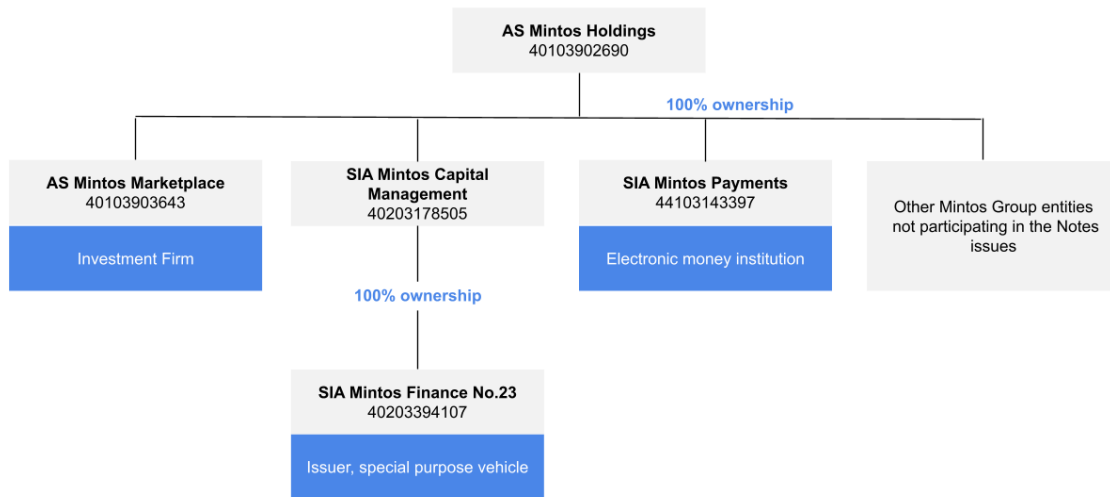 AS Mintos Holdings
40103902690
100% ownership
AS Mintos Marketplace
40103903643
Investment Firm
SIA Mintos Capital
Management
40203178505
SIA Mintos Payments
44103143397
Electronic money institution
Other Mintos Group entities
not participating in the Notes
issues
100% ownership
SIA Mintos Finance No.23
40203394107
Issuer, special purpose vehicle